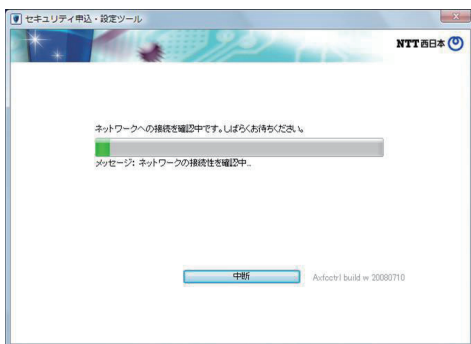 セキュリティ申込・設定ツール
NTT西日本
ネットワークへの接続を確認中です。しばらくお待ちください。
メッセージ: ネットワークの接続性を確認中...
中断
Avfcctrl build w 20080710